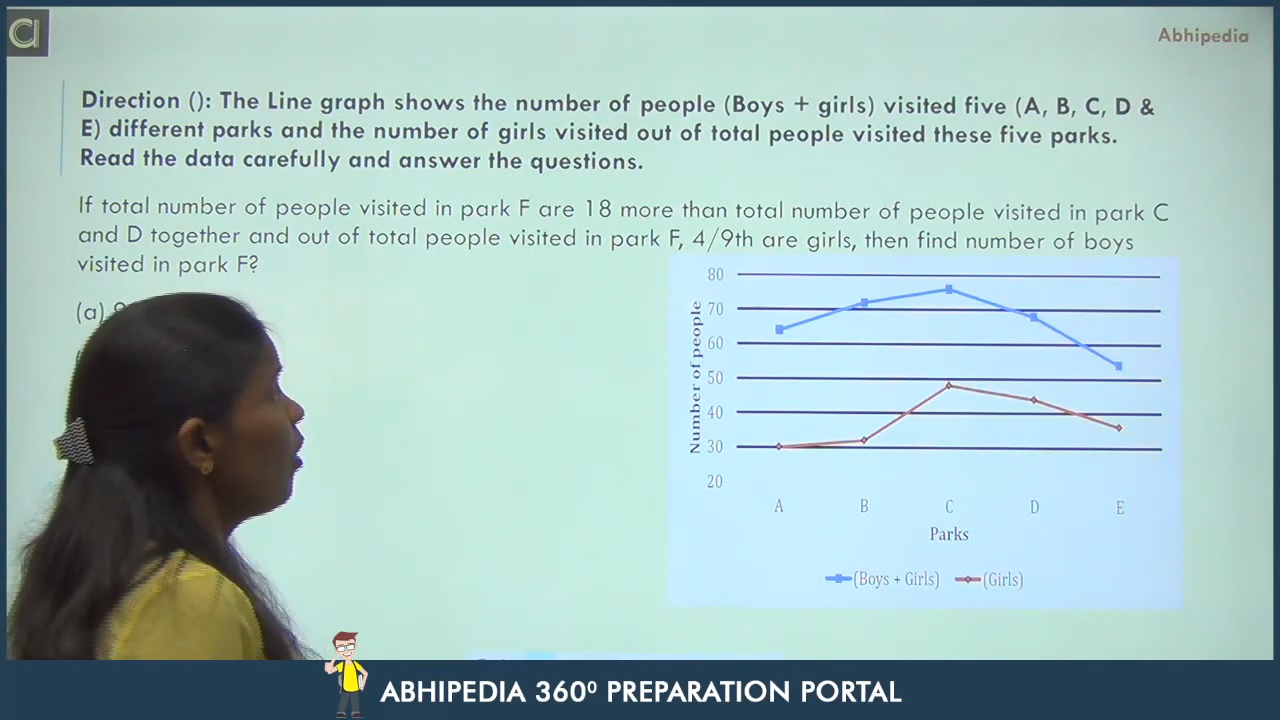 Abhipedia
Direction (): The Line graph shows the number of people (Boys + girls) visited five (A, B, C, D &
E) different parks and the number of girls visited out of total people visited these five parks.
Read the data carefully and answer the questions.
If total number of people visited in park F are 18 more than total number of people visited in park C
and D together and out of total people visited in park F, 4/9th are girls, then find number of boys
visited in park F?
(a)
80
70
60
50
40
30
20
Number of people
A B C D E
Parks
(Boys + Girls) (Girls)
ABHIPEDIA 360⁰ PREPARATION PORTAL